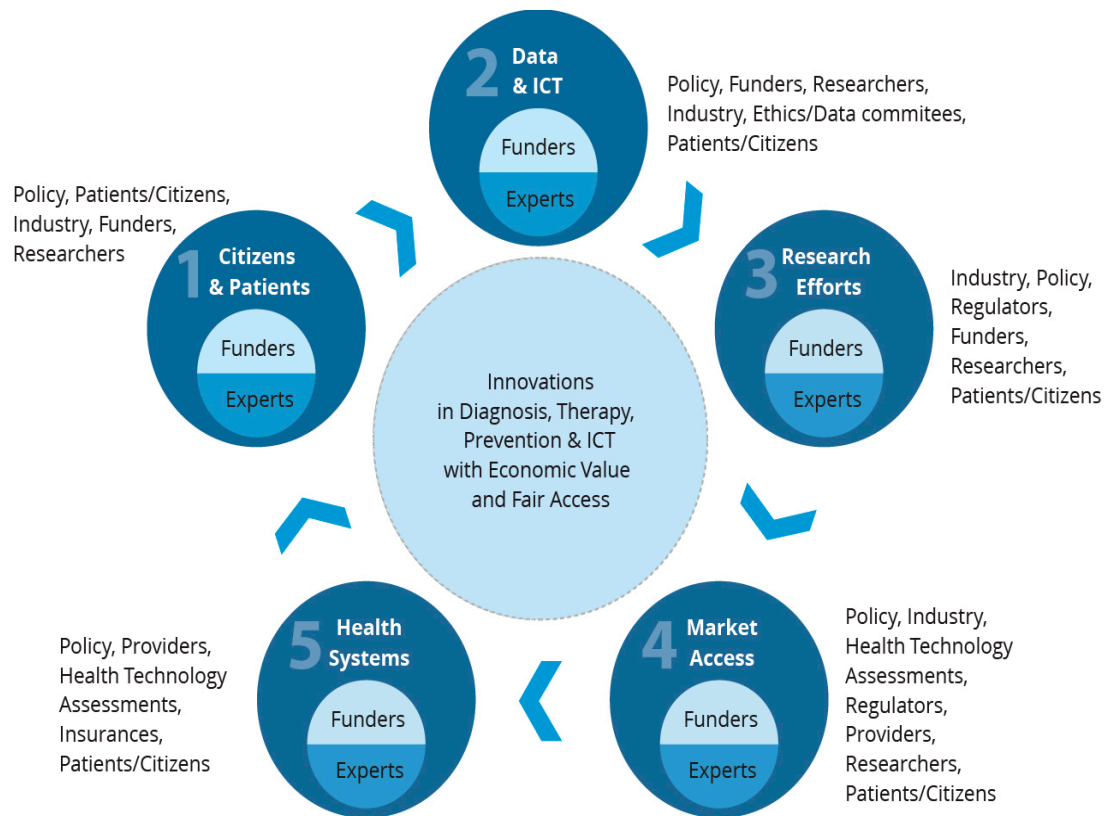 Policy, Patients/Citizens,
Industry, Funders,
Researchers
1 Citizens
& Patients
Funders
Experts
2 Data
& ICT
Funders
Experts
Policy, Funders, Researchers,
Industry, Ethics/Data commitees,
Patients/Citizens
3 Research
Efforts
Funders
Experts
Industry, Policy,
Regulators,
Funders,
Researchers,
Patients/Citizens
4 Market
Access
Funders
Experts
Policy, Industry,
Health Technology
Assessments,
Regulators,
Providers,
Researchers,
Patients/Citizens
5 Health
Systems
Funders
Experts
Policy, Providers,
Health Technology
Assessments,
Insurances,
Patients/Citizens
Innovations
in Diagnosis, Therapy,
Prevention & ICT
with Economic Value
and Fair Access